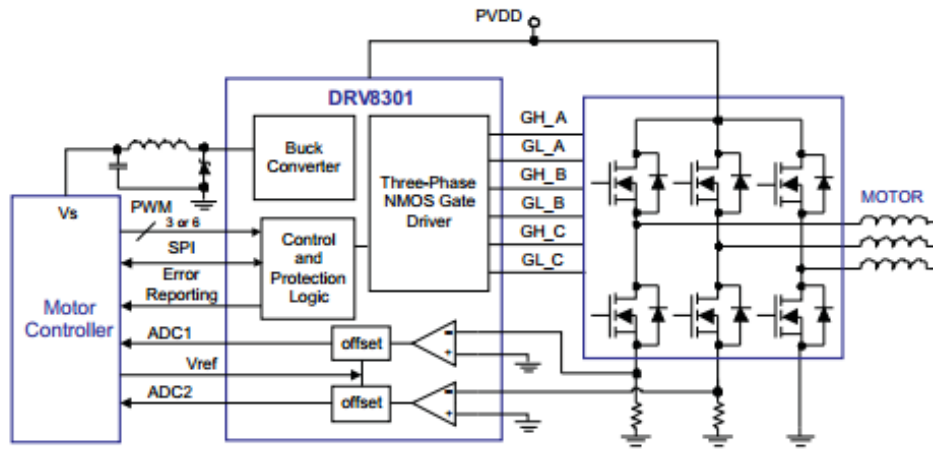 PVDD
DRV8301
Buck
Converter
Three-Phase
NMOS Gate
Driver
GH_A
GL_A
GH_B
GL_B
GH_C
GL_C
MOTOR
Vs
PWM
3 or 6
SPI
Error
Reporting
Control
and
Protection
Logic
Motor
Controller
ADC1
offset
-
+
Vref
ADC2
offset
-
+